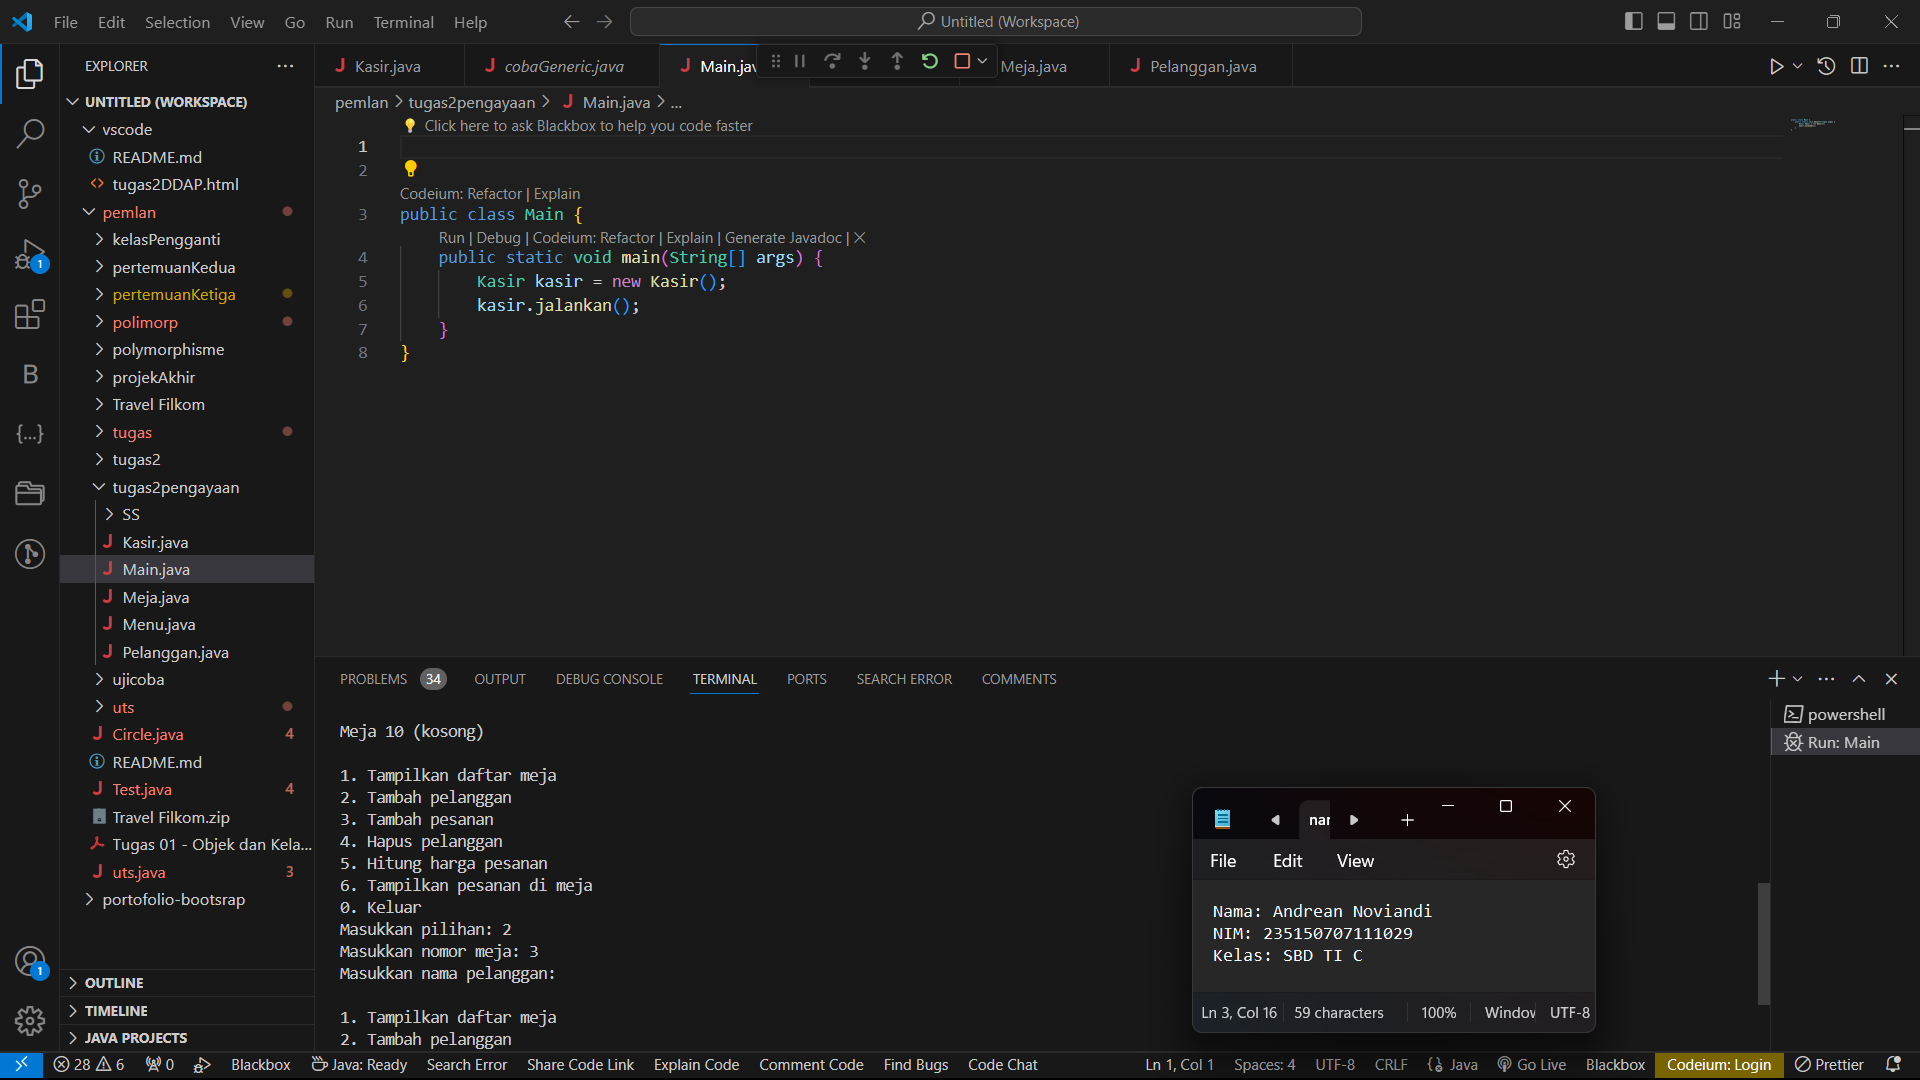 File Edit Selection View Go Run Terminal Help
Untitled (Workspace)
EXPLORER
UNTITLED (WORKSPACE)
vscode
README.md
tugas2DDAP.html
pemlan
kelasPengganti
pertemuanKedua
pertemuanKetiga
polimorp
polymorphisme
projekAkhir
Travel Filkom
tugas
tugas2
tugas2pengayaan
SS
Kasir.java
Main.java
Meja.java
Menu.java
Pelanggan.java
ujicoba
uts
Circle.java 4
README.md
Test.java 4
Travel Filkom.zip
Tugas 01 - Objek dan Kela...
uts.java 3
portofolio-bootsrap
OUTLINE
TIMELINE
JAVA PROJECTS
1
1
Kasir.java cobaGeneric.java Main.jav Meja.java Pelanggan.java
pemlan > tugas2pengayaan > Main.java > ...
Click here to ask Blackbox to help you code faster
1
2
Codeium: Refactor | Explain
3 public class Main {
Run | Debug | Codeium: Refactor | Explain | Generate Javadoc | ×
4 public static void main(String[] args) {
5 Kasir kasir = new Kasir();
6 kasir.jalankan();
7 }
8 }
PROBLEMS 34 OUTPUT DEBUG CONSOLE TERMINAL PORTS SEARCH ERROR COMMENTS
powershell
Run: Main
Meja 10 (kosong)
1. Tampilkan daftar meja
2. Tambah pelanggan
3. Tambah pesanan
4. Hapus pelanggan
5. Hitung harga pesanan
6. Tampilkan pesanan di meja
0. Keluar
Masukkan pilihan: 2
Masukkan nomor meja: 3
Masukkan nama pelanggan:
1. Tampilkan daftar meja
2. Tambah pelanggan
nar
File Edit View
Nama: Andrean Noviandi
NIM: 235150707111029
Kelas: SBD TI C
Ln 3, Col 16 59 characters 100% Window UTF-8
28 6 0 Blackbox Java: Ready Search Error Share Code Link Explain Code Comment Code Find Bugs Code Chat Ln 1, Col 1 Spaces: 4 UTF-8 CRLF {} Java Go Live Blackbox Codeium: Login Prettier